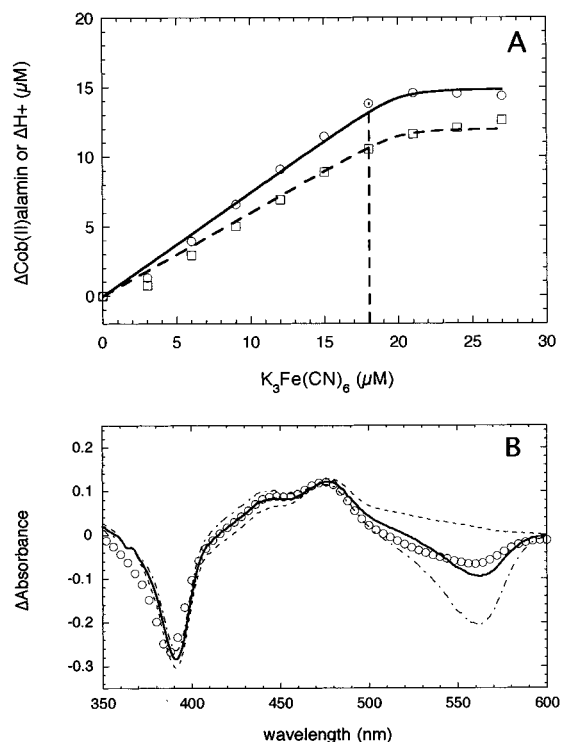 A
20
15
10
5
0
ΔCob(II)alamin or ΔH+ (μM)
0 5 10 15 20 25 30
K₃Fe(CN)₆ (μM)
B
0.2
0.1
0
-0.1
-0.2
-0.3
ΔAbsorbance
350 400 450 500 550 600
wavelength (nm)